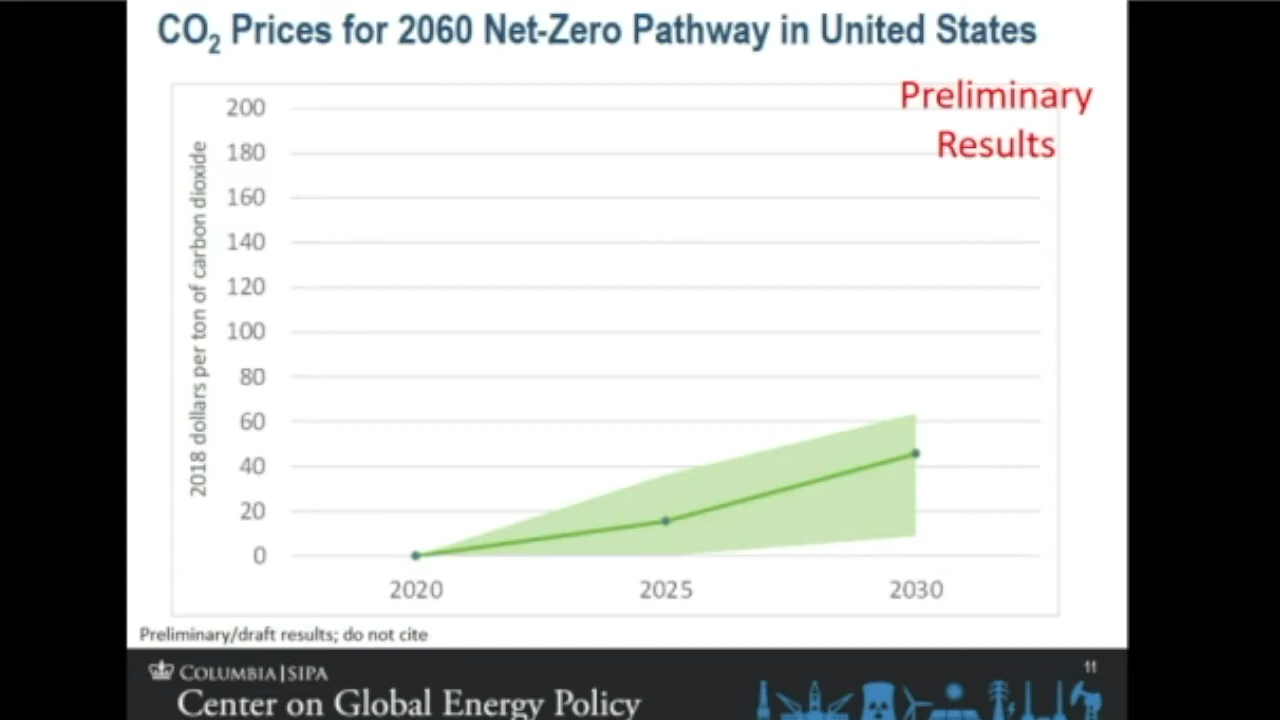 CO2 Prices for 2060 Net-Zero Pathway in United States
Preliminary
Results
2018 dollars per ton of carbon dioxide
200
180
160
140
120
100
80
60
40
20
0
2020 2025 2030
Preliminary/draft results; do not cite
COLUMBIA|SIPA
Center on Global Energy Policy
11